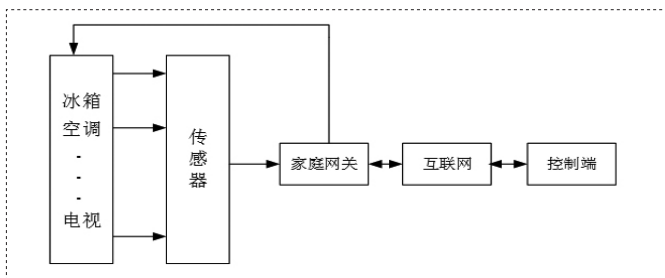 冰箱
空调
.
.
.
电视
传
感
器
家庭网关
互联网
控制端